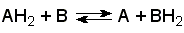 AH₂ + B ⇌ A + BH₂